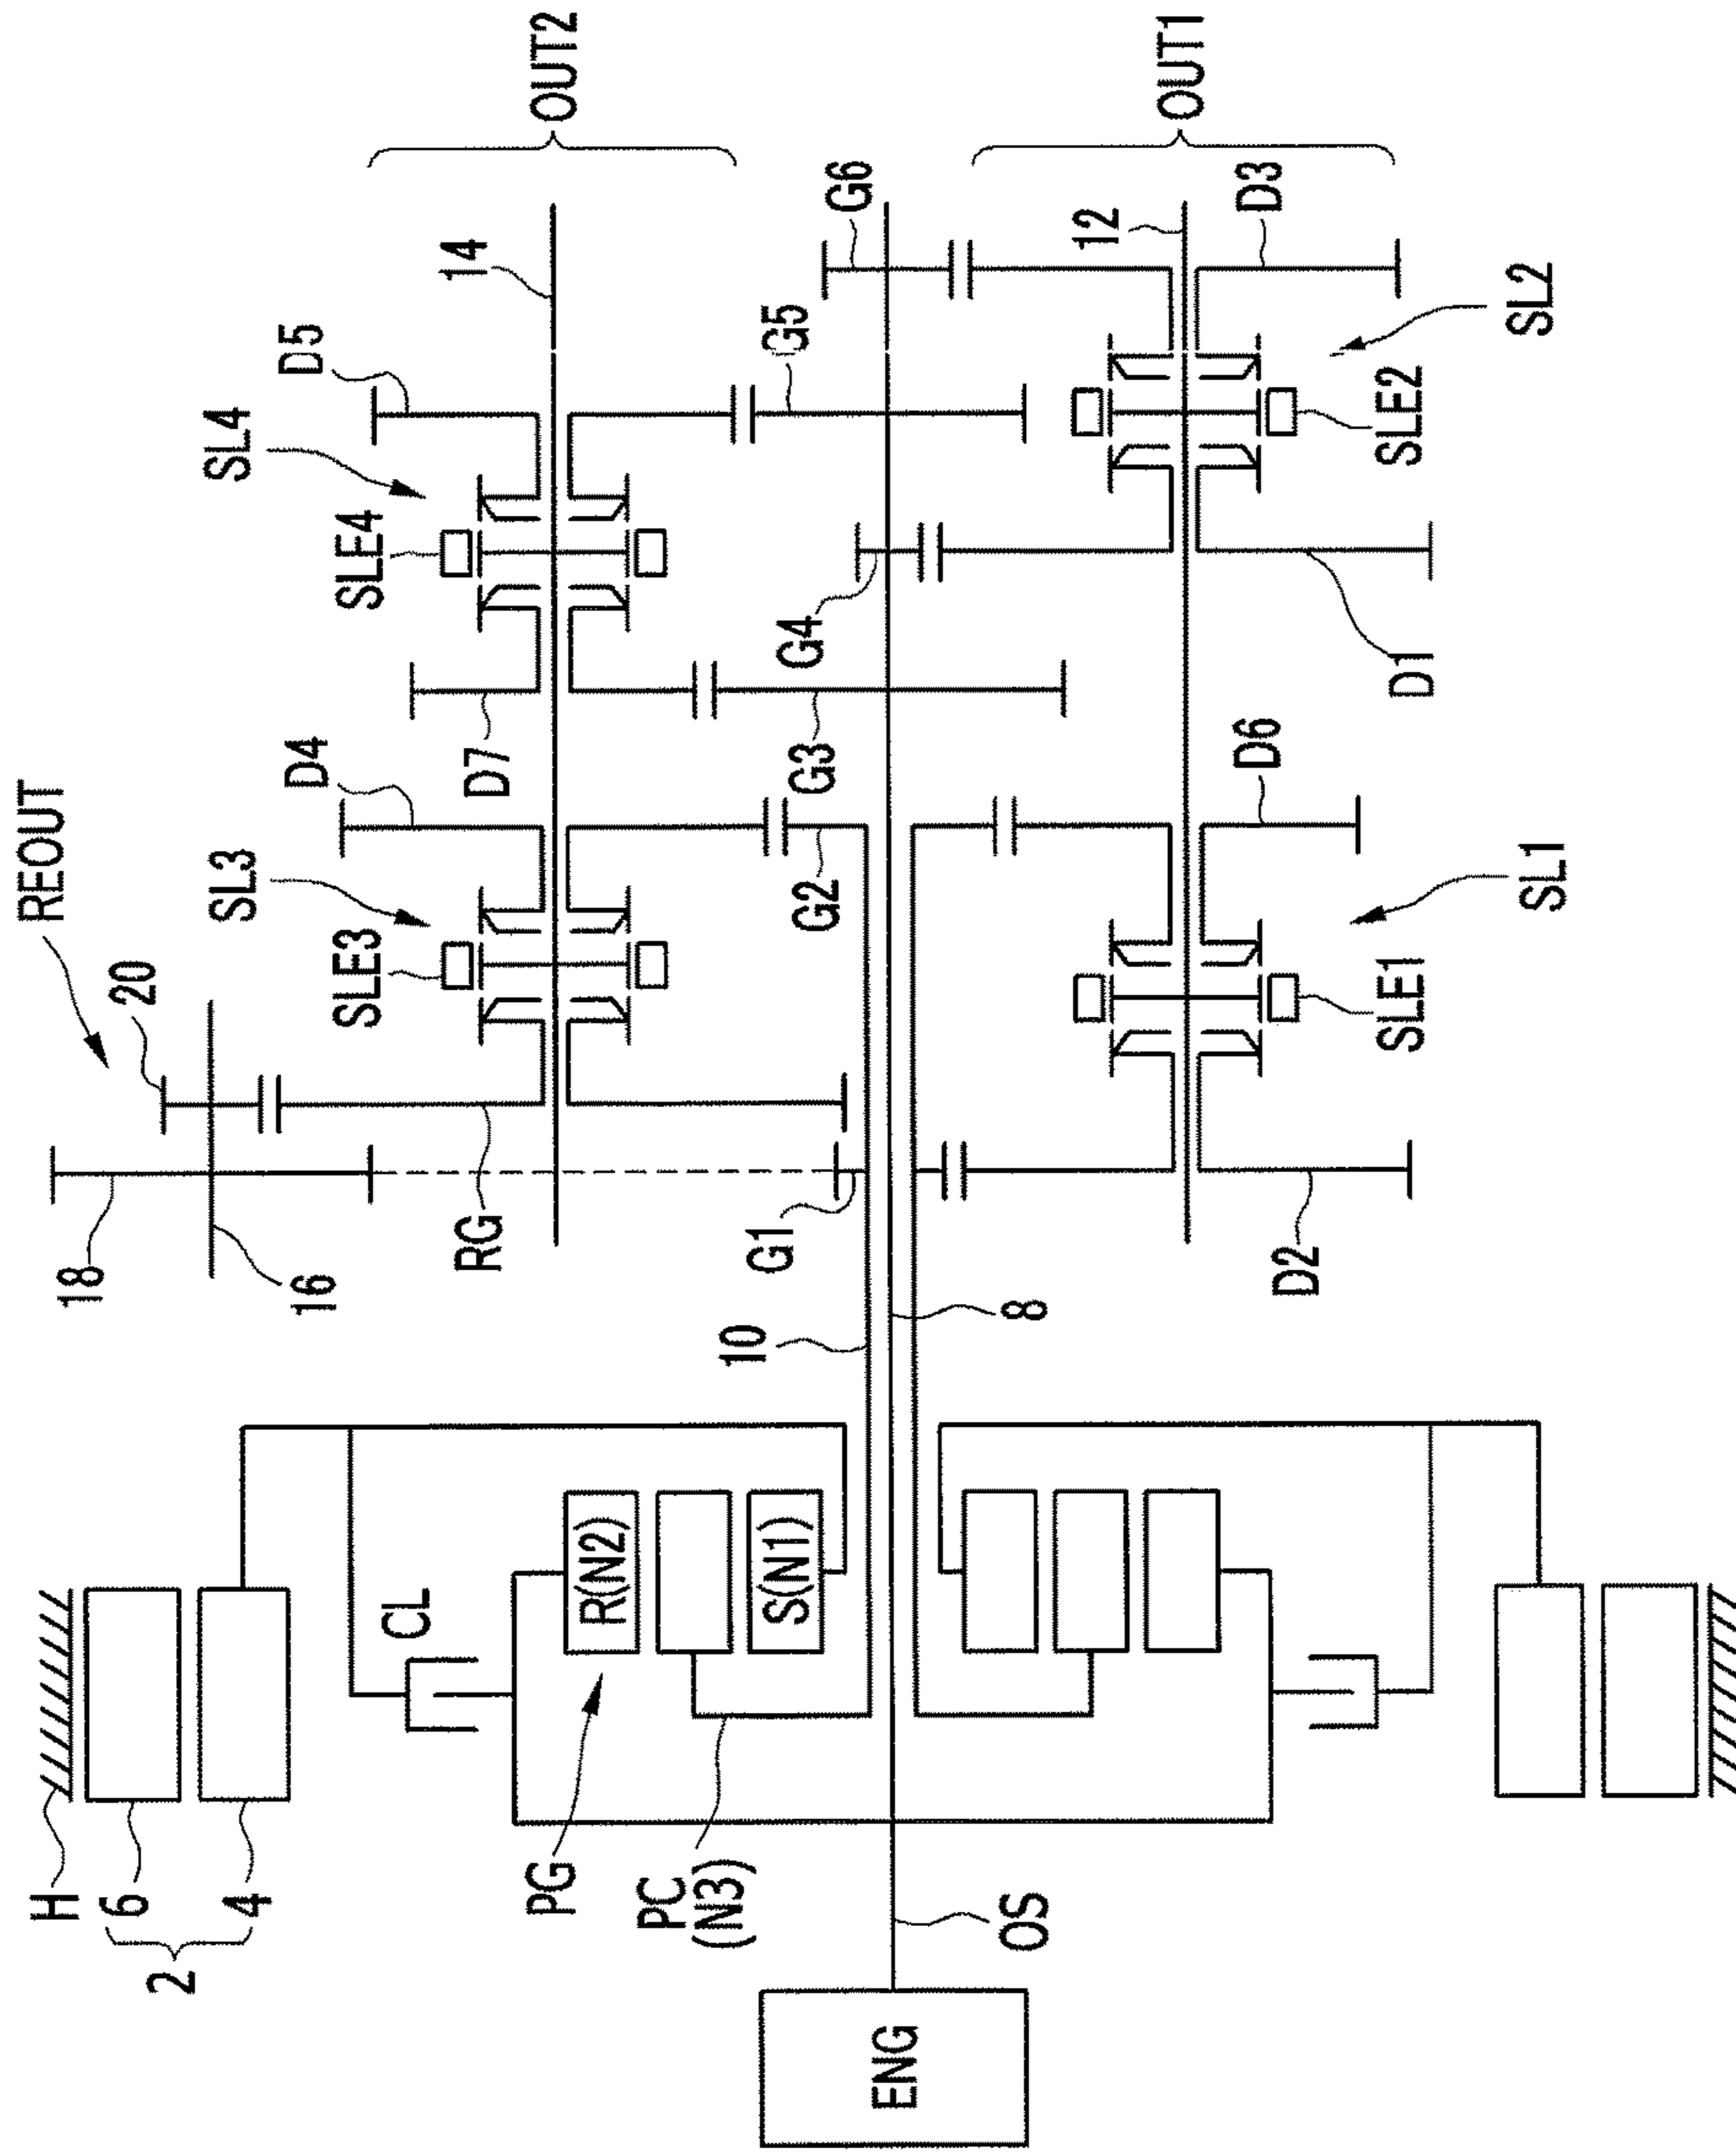 OUT2
OUT1
14
G6
12
D3
D5
G5
SL2
SL4
SLE4
SLE2
G4
D1
D7
D4
G3
D6
REOUT
SL3
G2
SL1
20
SLE3
SLE1
18
16
RG
G1
D2
10
8
R(N2)
S(N1)
CL
PG
PC
(N3)
H
6
4
2
OS
ENG